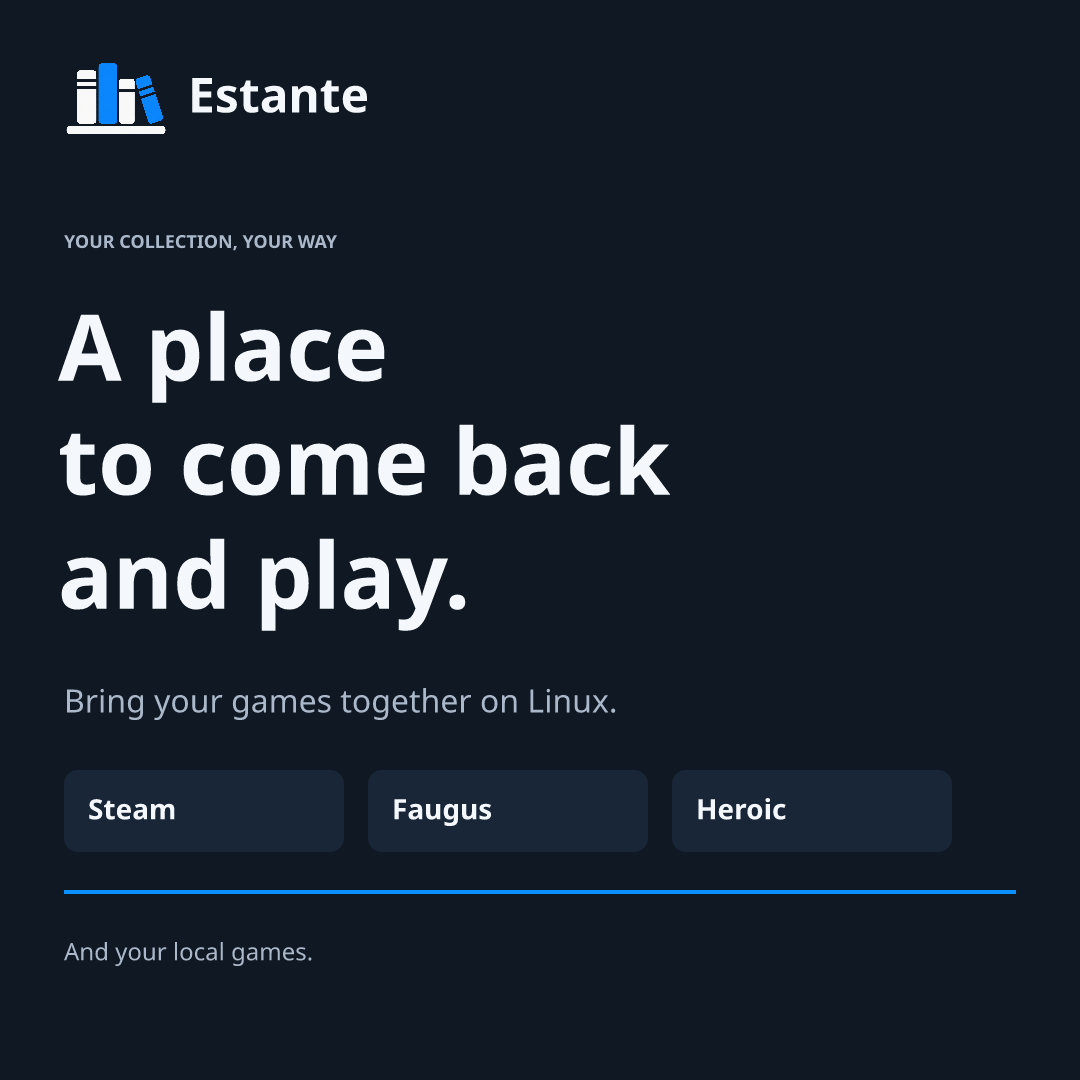 Estante
YOUR COLLECTION, YOUR WAY
A place
to come back
and play.
Bring your games together on Linux.
Steam
Faugus
Heroic
And your local games.